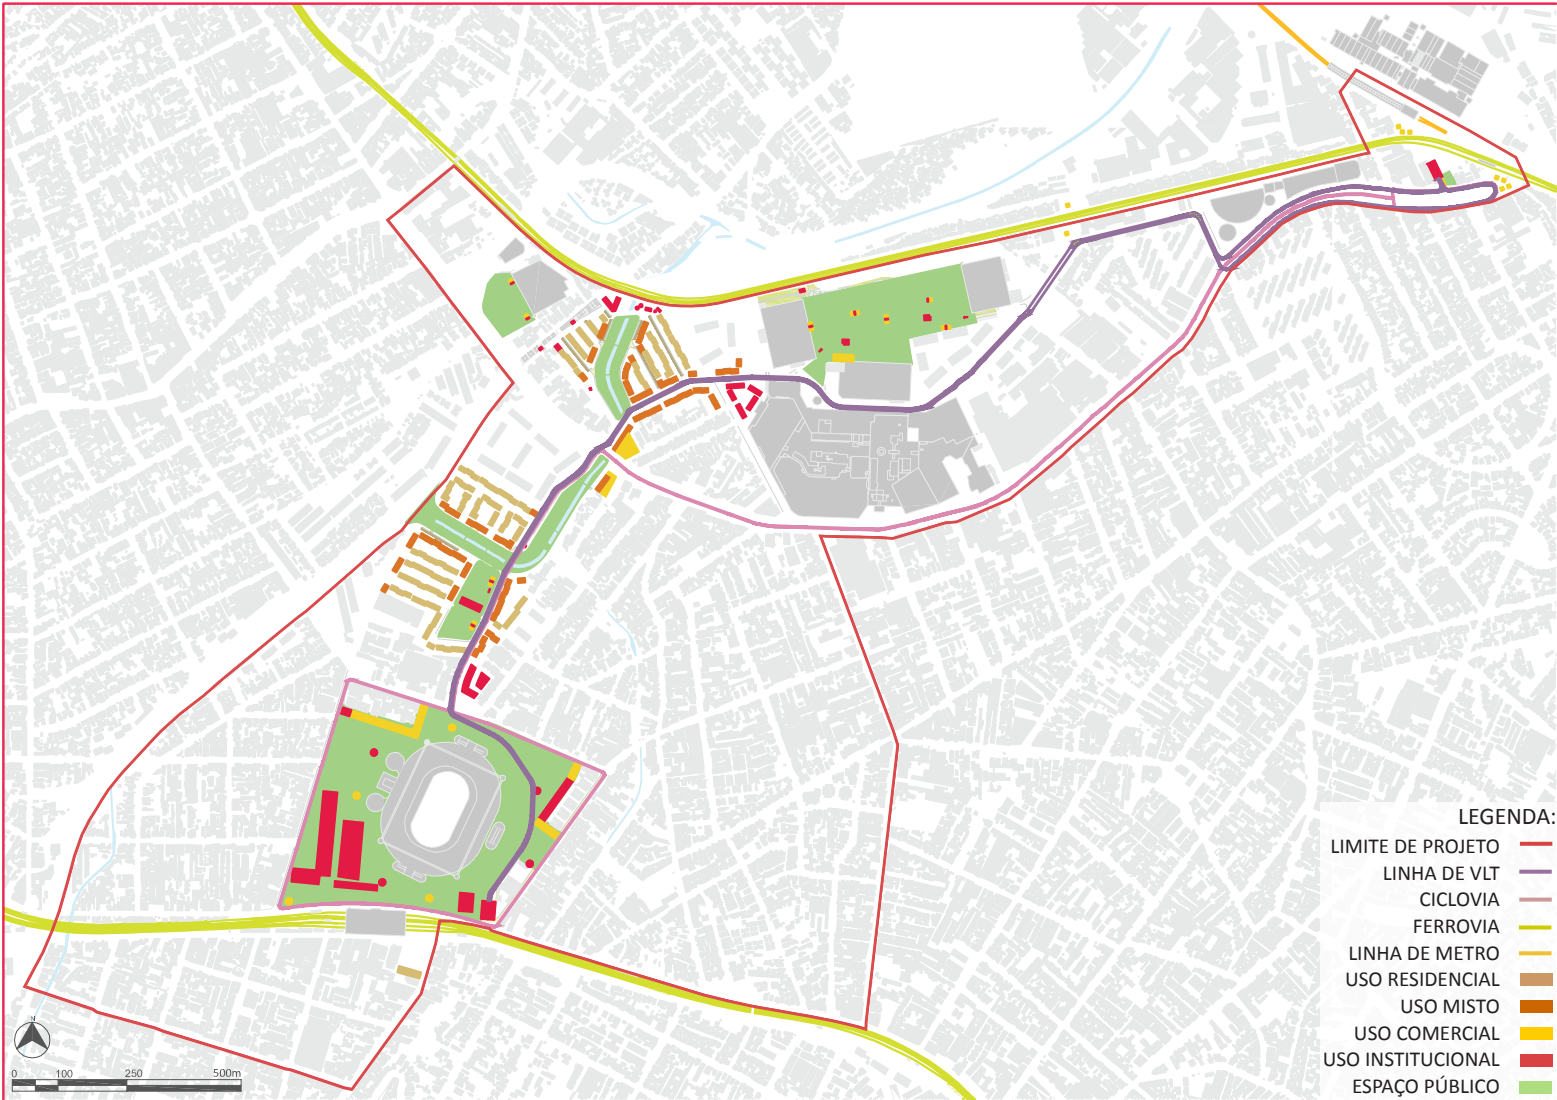 LEGENDA:
LIMITE DE PROJETO
LINHA DE VLT
CICLOVIA
FERROVIA
LINHA DE METRO
USO RESIDENCIAL
USO MISTO
USO COMERCIAL
USO INSTITUCIONAL
ESPAÇO PÚBLICO
N
0 100 250 500m